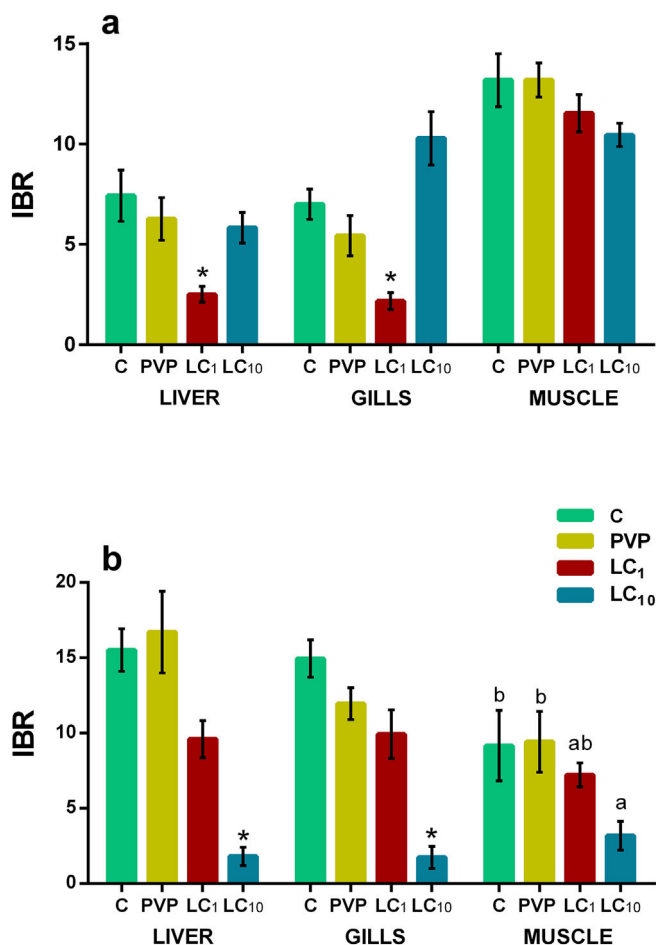 a
15
10
5
0
IBR
*
*
C PVP LC₁ LC₁₀ C PVP LC₁ LC₁₀ C PVP LC₁ LC₁₀
LIVER GILLS MUSCLE
C
PVP
LC₁
LC₁₀
b
20
15
10
5
0
IBR
*
*
b b ab a
C PVP LC₁ LC₁₀ C PVP LC₁ LC₁₀ C PVP LC₁ LC₁₀
LIVER GILLS MUSCLE